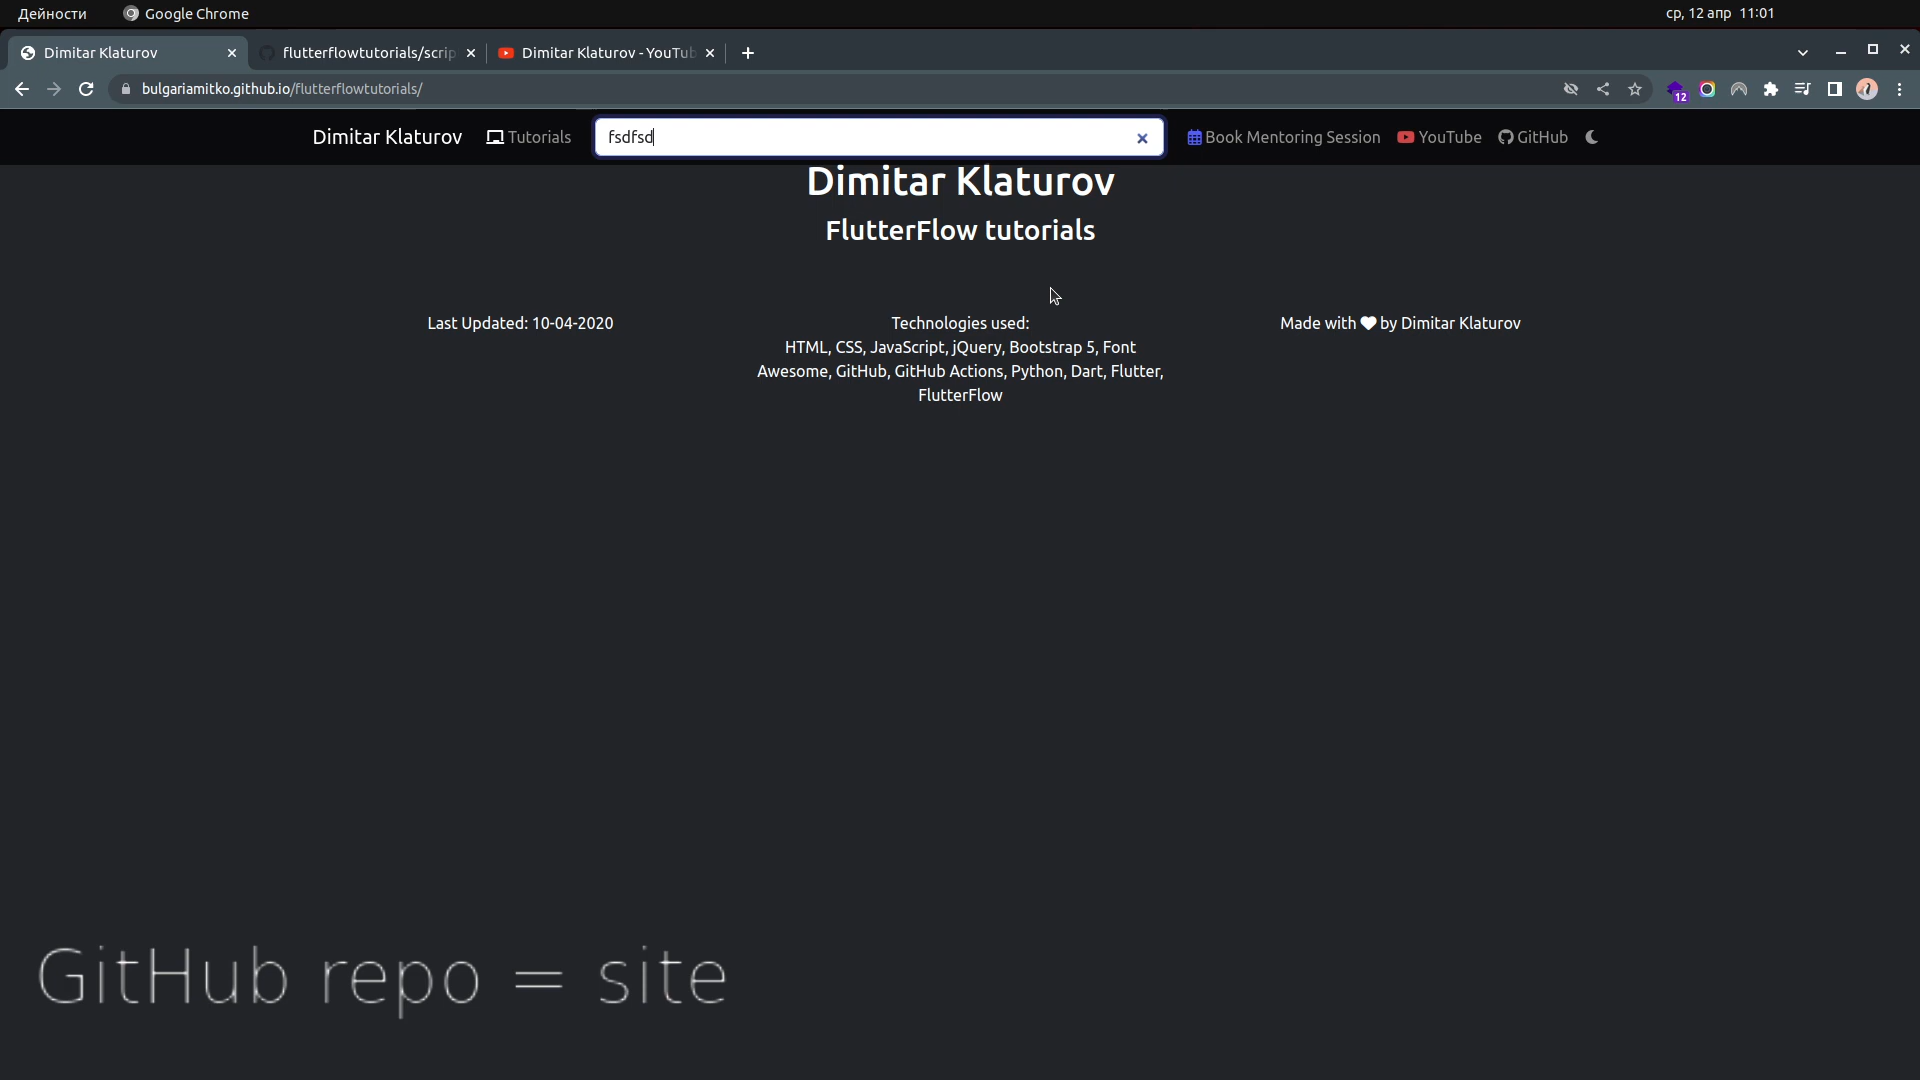 Дейности Google Chrome ср, 12 апр 11:01
Dimitar Klaturov flutterflowtutorials/scrip Dimitar Klaturov - YouTub
bulgariamitko.github.io/flutterflowtutorials/ 12
Dimitar Klaturov Tutorials fsdfsd Book Mentoring Session YouTube GitHub
Dimitar Klaturov
FlutterFlow tutorials
Last Updated: 10-04-2020
Technologies used:
HTML, CSS, JavaScript, jQuery, Bootstrap 5, Font
Awesome, GitHub, GitHub Actions, Python, Dart, Flutter,
FlutterFlow
Made with by Dimitar Klaturov
GitHub repo = site